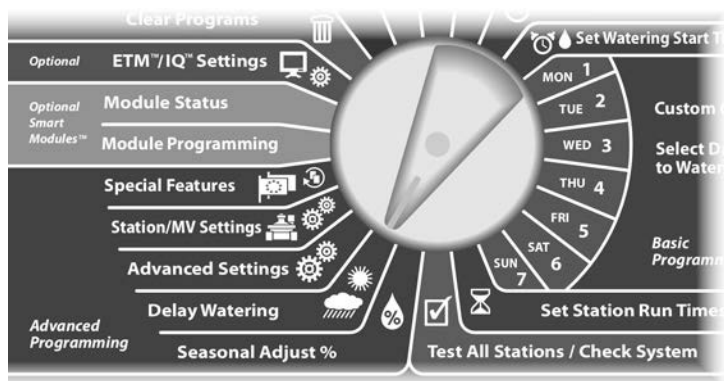 Clear Programs
Optional
ETM™/IQ™ Settings
Optional
Smart
Modules™
Module Status
Module Programming
Special Features
Station/MV Settings
Advanced Settings
Delay Watering
Seasonal Adjust %
Advanced
Programming
%
Set Watering Start
MON 1
TUE 2
WED 3
THU 4
FRI 5
SAT 6
SUN 7
Custom
Select
to Water
Basic
Set Station Run Times
Test All Stations / Check System